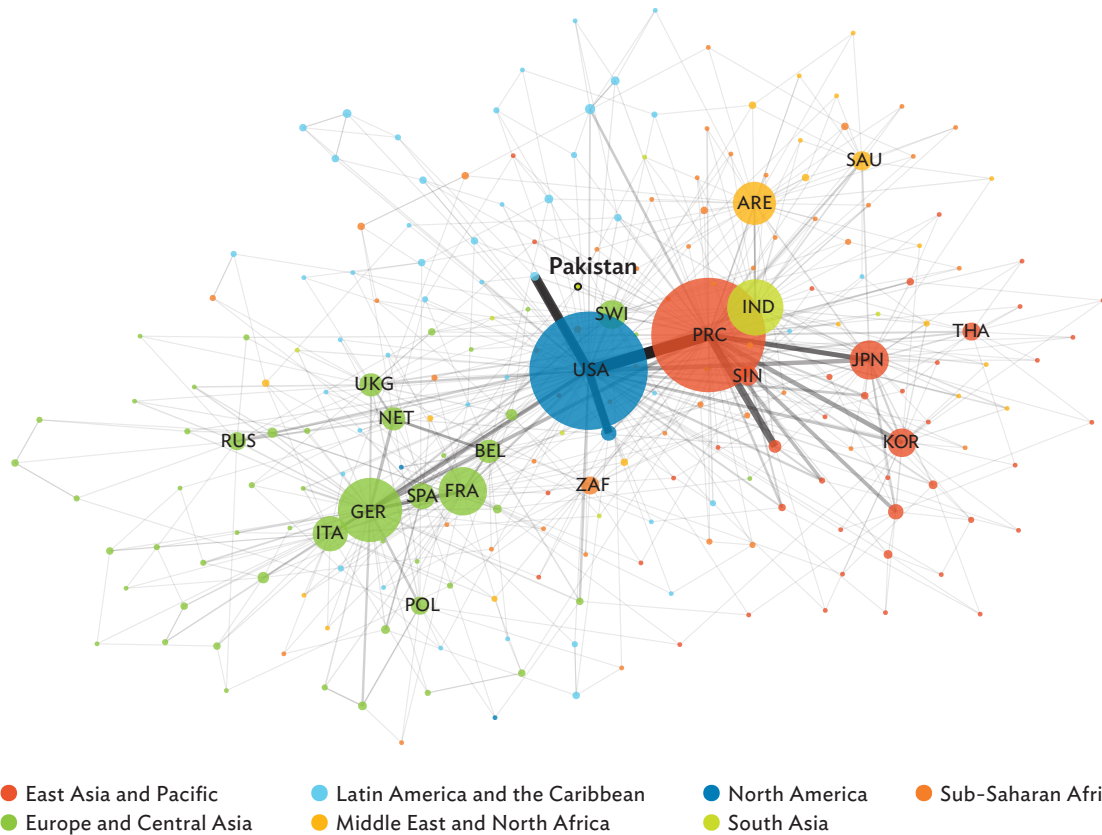 SAU
ARE
Pakistan
IND
SWI
THA
PRC
JPN
USA
SIN
UKG
NET
RUS
KOR
BEL
ZAF
SPA
FRA
GER
ITA
POL
East Asia and Pacific
Latin America and the Caribbean
North America
Sub-Saharan Afri
Europe and Central Asia
Middle East and North Africa
South Asia